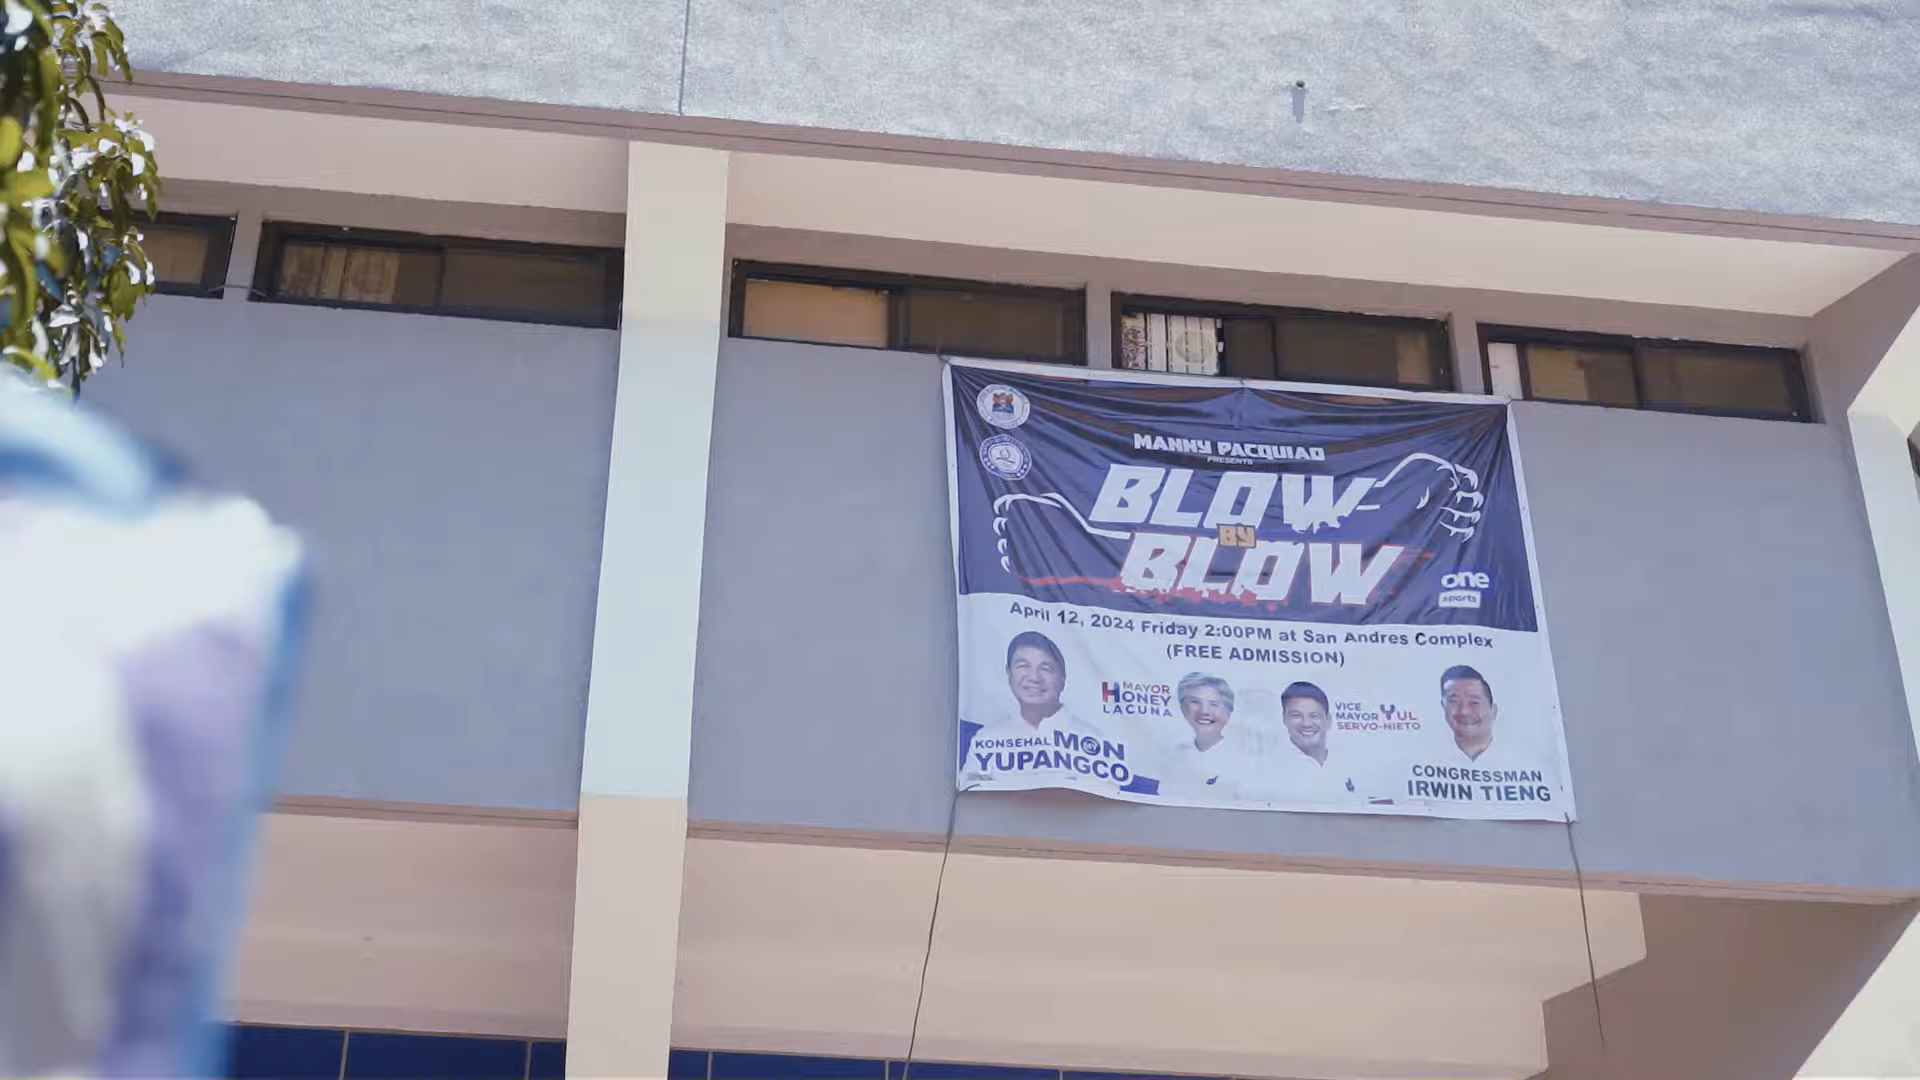 MANNY PACQUIAO
PRESENTS
BLOW
BY
BLOW
one
sports
April 12, 2024 Friday 2:00PM at San Andres Complex
(FREE ADMISSION)
KONSEHAL MON
YUPANGCO
MAYOR
HONEY
LACUNA
VICE
MAYOR YUL
SERVO-NIETO
CONGRESSMAN
IRWIN TIENG